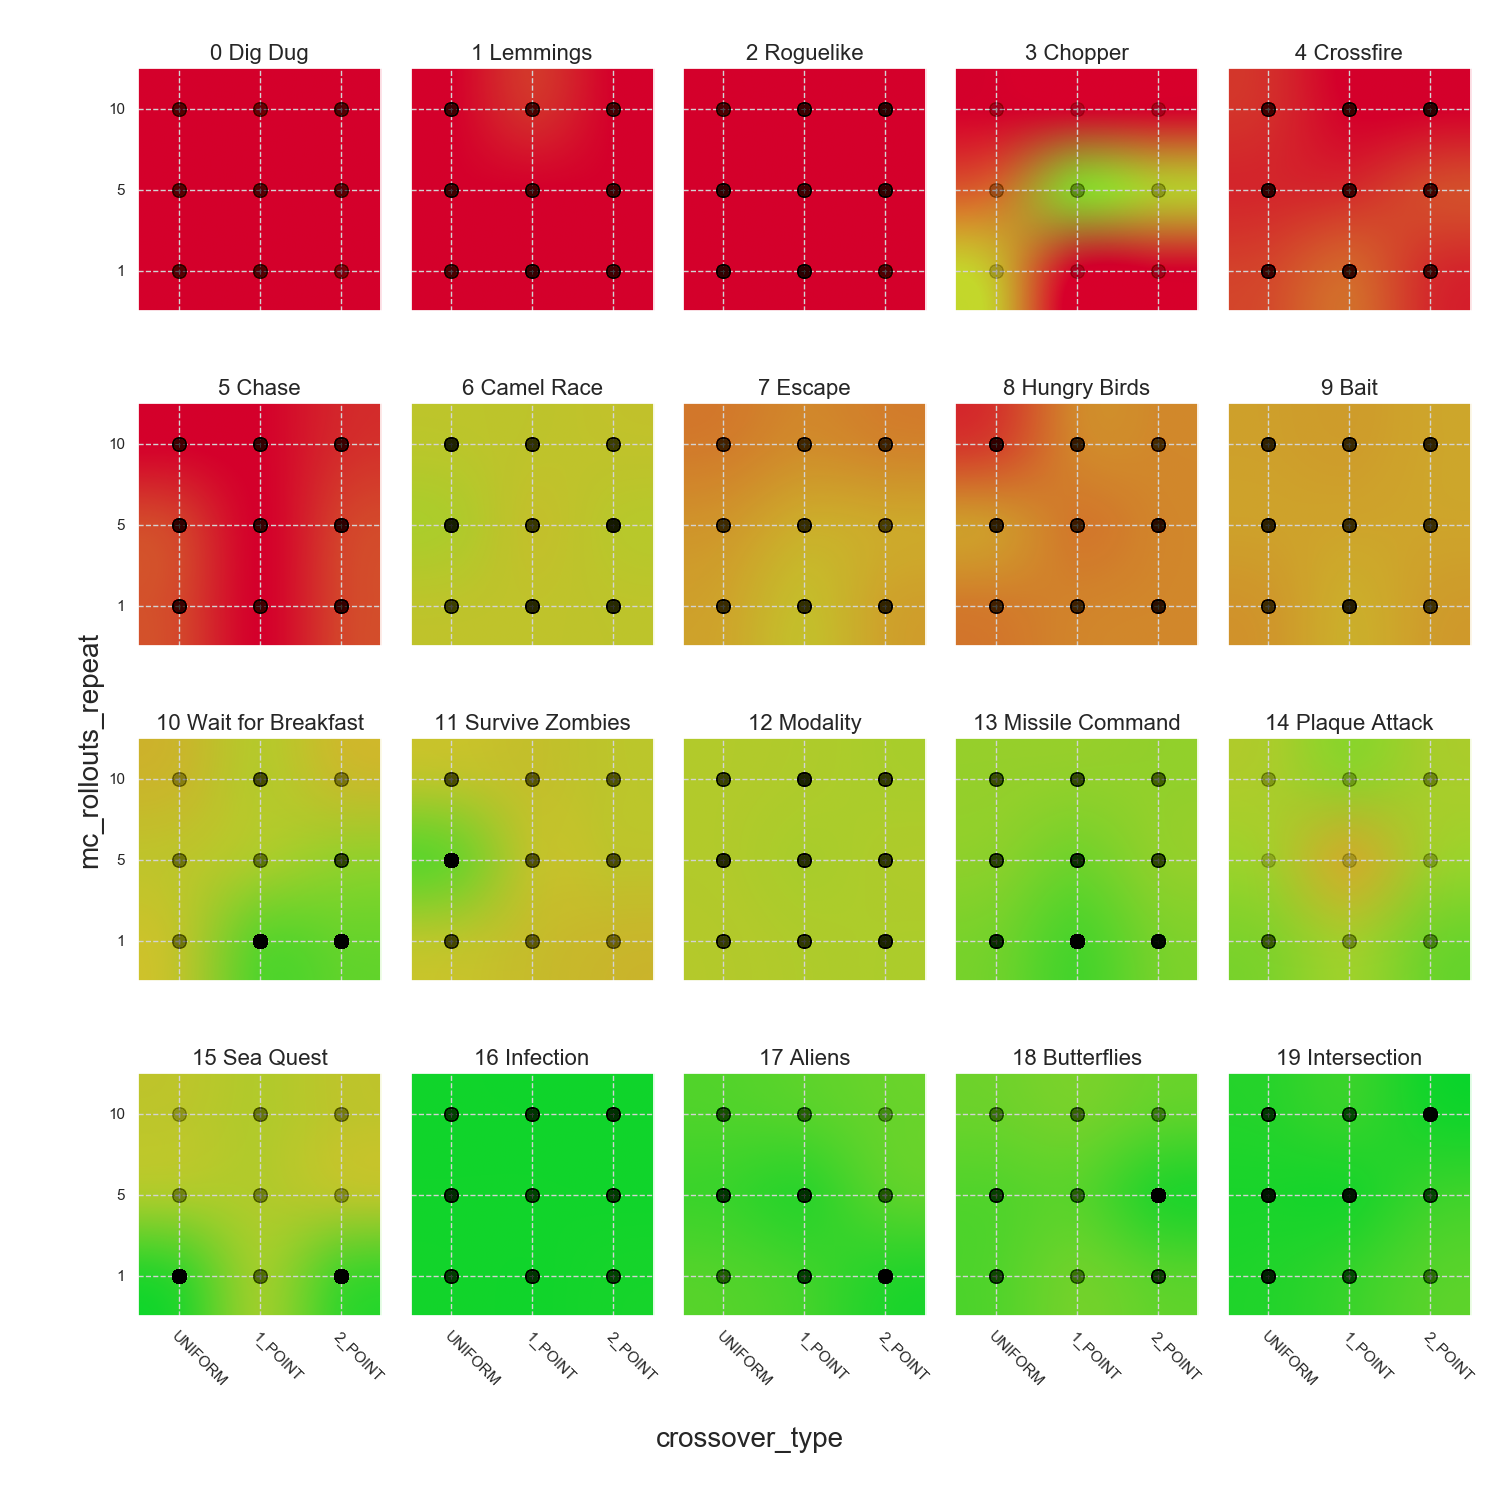 0 Dig Dug
1 Lemmings
2 Roguelike
3 Chopper
4 Crossfire
10
5
1
5 Chase
6 Camel Race
7 Escape
8 Hungry Birds
9 Bait
10
5
1
mc_rollouts_repeat
10 Wait for Breakfast
11 Survive Zombies
12 Modality
13 Missile Command
14 Plaque Attack
10
5
1
15 Sea Quest
16 Infection
17 Aliens
18 Butterflies
19 Intersection
10
5
1
UNIFORM 1_POINT 2_POINT
UNIFORM 1_POINT 2_POINT
UNIFORM 1_POINT 2_POINT
UNIFORM 1_POINT 2_POINT
UNIFORM 1_POINT 2_POINT
crossover_type